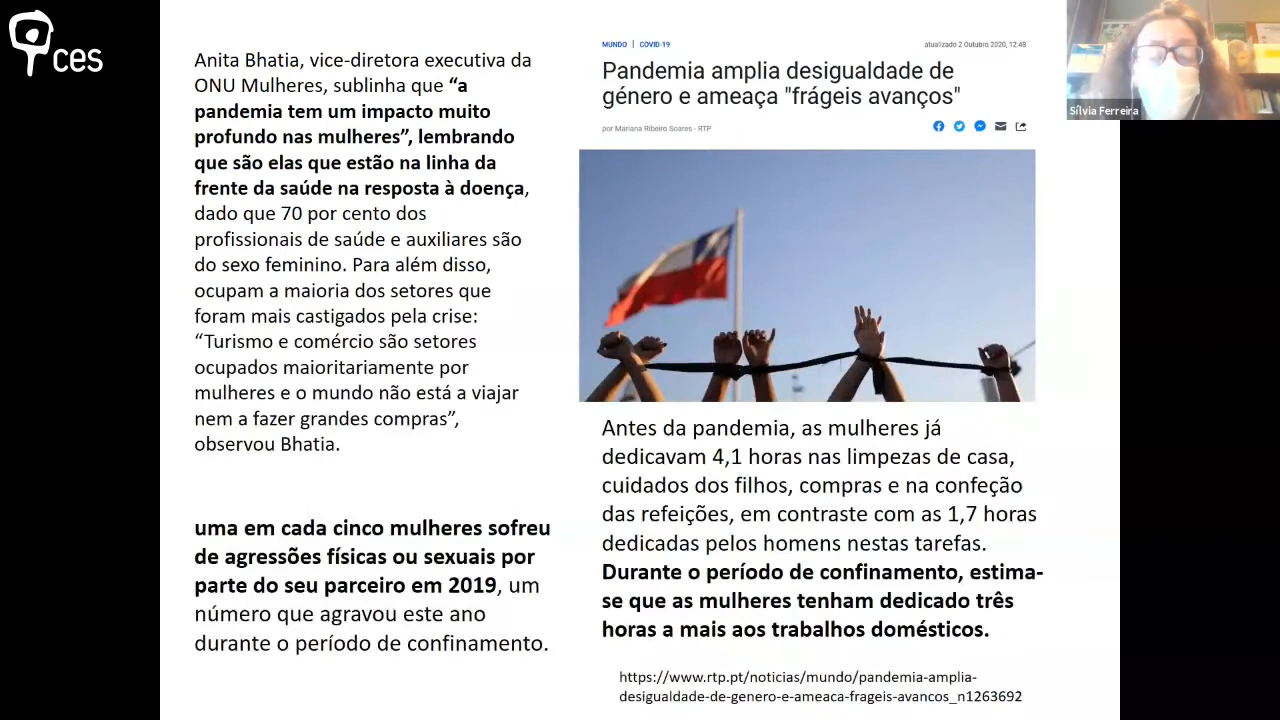 ces
Anita Bhatia, vice-diretora executiva da
ONU Mulheres, sublinha que “a
pandemia tem um impacto muito
profundo nas mulheres”, lembrando
que são elas que estão na linha da
frente da saúde na resposta à doença,
dado que 70 por cento dos
profissionais de saúde e auxiliares são
do sexo feminino. Para além disso,
ocupam a maioria dos setores que
foram mais castigados pela crise:
“Turismo e comércio são setores
ocupados maioritariamente por
mulheres e o mundo não está a viajar
nem a fazer grandes compras”,
observou Bhatia.
uma em cada cinco mulheres sofreu
de agressões físicas ou sexuais por
parte do seu parceiro em 2019, um
número que agravou este ano
durante o período de confinamento.
MUNDO | COVID-19
atualizado 2 Outubro 2020, 12:48
Pandemia amplia desigualdade de
género e ameaça "frágeis avanços"
por Mariana Ribeiro Soares - RTP
Antes da pandemia, as mulheres já
dedicavam 4,1 horas nas limpezas de casa,
cuidados dos filhos, compras e na confeção
das refeições, em contraste com as 1,7 horas
dedicadas pelos homens nestas tarefas.
Durante o período de confinamento, estima-
se que as mulheres tenham dedicado três
horas a mais aos trabalhos domésticos.
https://www.rtp.pt/noticias/mundo/pandemia-amplia-
desigualdade-de-genero-e-ameaca-frageis-avancos_n1263692
Sílvia Ferreira